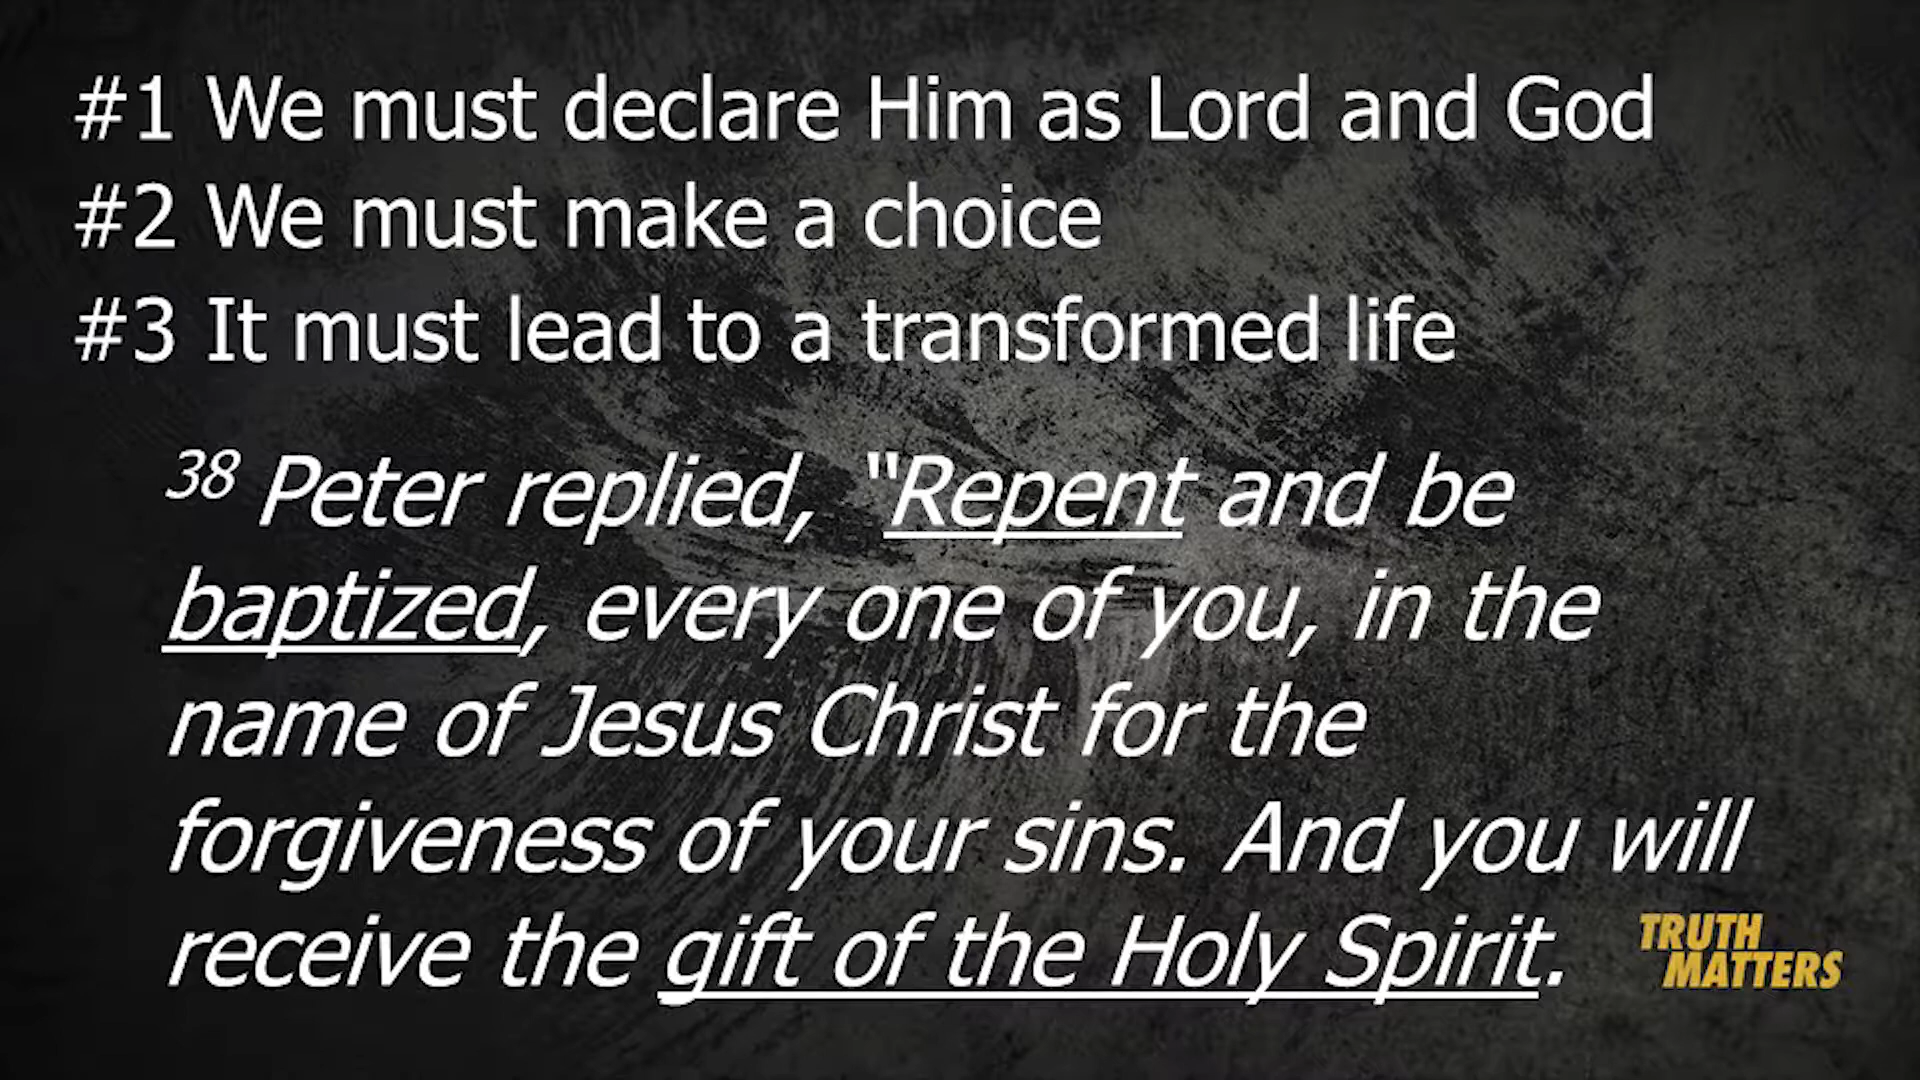 #1 We must declare Him as Lord and God
#2 We must make a choice
#3 It must lead to a transformed life
38 Peter replied, “Repent and be
baptized, every one of you, in the
name of Jesus Christ for the
forgiveness of your sins. And you will
receive the gift of the Holy Spirit.
TRUTH
MATTERS